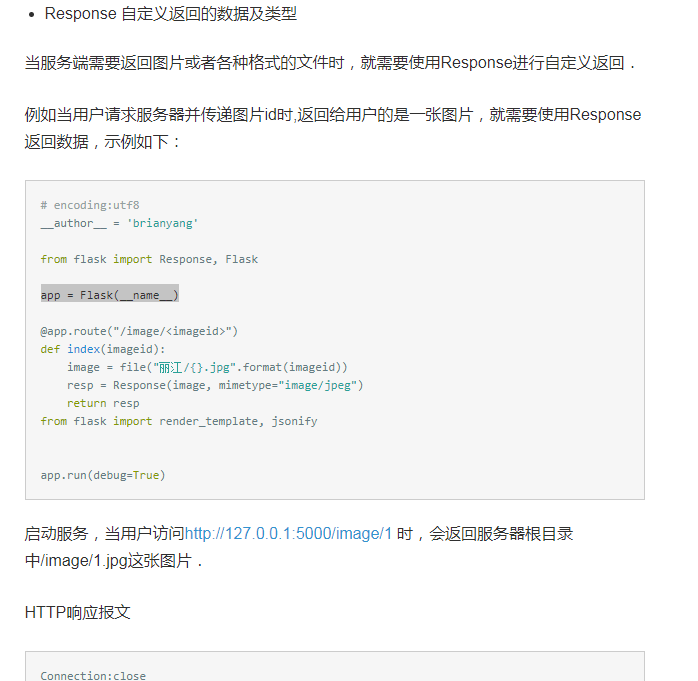 Response 自定义返回的数据及类型
当服务端需要返回图片或者各种格式的文件时，就需要使用Response进行自定义返回．
例如当用户请求服务器并传递图片id时,返回给用户的是一张图片，就需要使用Response
返回数据，示例如下：
# encoding:utf8
__author__ = 'brianyang'
from flask import Response, Flask
app = Flask(__name__)
@app.route("/image/<imageid>")
def index(imageid):
    image = file("丽江/{}.jpg".format(imageid))
    resp = Response(image, mimetype="image/jpeg")
    return resp
from flask import render_template, jsonify
app.run(debug=True)
启动服务，当用户访问http://127.0.0.1:5000/image/1 时，会返回服务器根目录
中/image/1.jpg这张图片．
HTTP响应报文
Connection:close